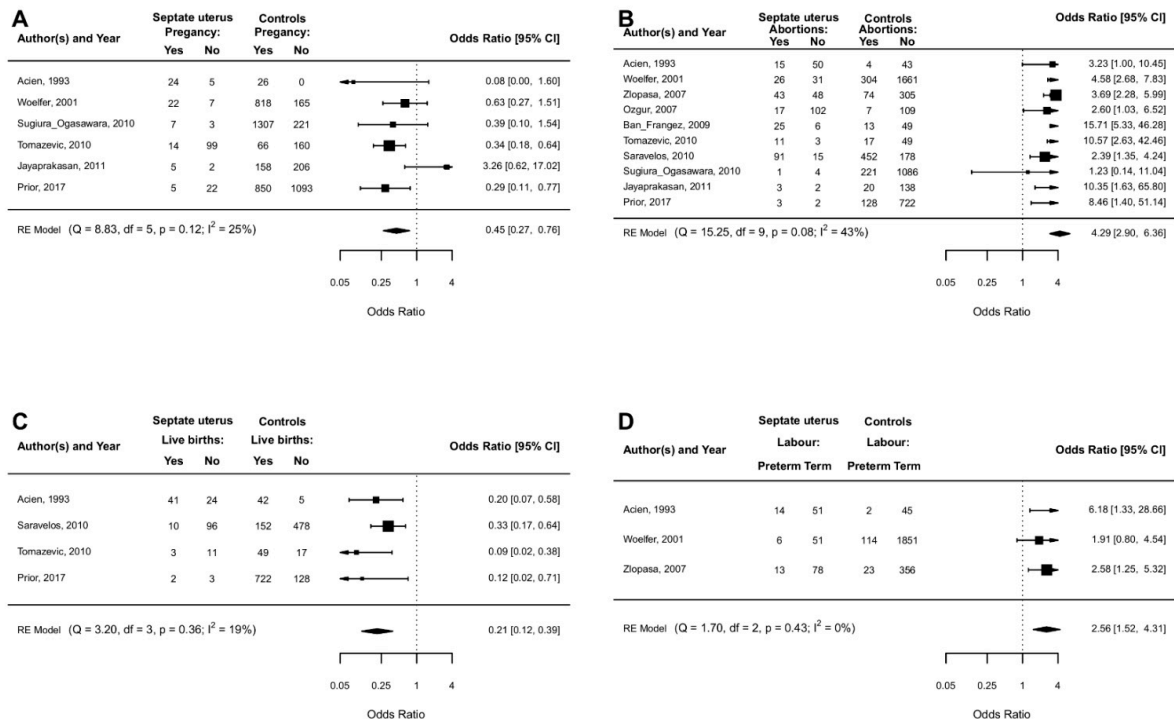 A
Septate uterus Controls
Pregancy: Pregancy:
Author(s) and Year Yes No Yes No Odds Ratio [95% CI]
Acien, 1993 24 5 26 0 0.08 [0.00, 1.60]
Woelfer, 2001 22 7 818 165 0.63 [0.27, 1.51]
Sugiura_Ogasawara, 2010 7 3 1307 221 0.39 [0.10, 1.54]
Tomazevic, 2010 14 99 66 160 0.34 [0.18, 0.64]
Jayaprakasan, 2011 5 2 158 206 3.26 [0.62, 17.02]
Prior, 2017 5 22 850 1093 0.29 [0.11, 0.77]
RE Model (Q = 8.83, df = 5, p = 0.12; I² = 25%) 0.45 [0.27, 0.76]
0.05 0.25 1 4
Odds Ratio
B
Septate uterus Controls
Abortions: Abortions:
Author(s) and Year Yes No Yes No Odds Ratio [95% CI]
Acien, 1993 15 50 4 43 3.23 [1.00, 10.45]
Woelfer, 2001 26 31 304 1661 4.58 [2.68, 7.83]
Zlopasa, 2007 43 48 74 305 3.69 [2.28, 5.99]
Ozgur, 2007 17 102 7 109 2.60 [1.03, 6.52]
Ban_Frangez, 2009 25 6 13 49 15.71 [5.33, 46.28]
Tomazevic, 2010 11 3 17 49 10.57 [2.63, 42.46]
Saravelos, 2010 91 15 452 178 2.39 [1.35, 4.24]
Sugiura_Ogasawara, 2010 1 4 221 1086 1.23 [0.14, 11.04]
Jayaprakasan, 2011 3 2 20 138 10.35 [1.63, 65.80]
Prior, 2017 3 2 128 722 8.46 [1.40, 51.14]
RE Model (Q = 15.25, df = 9, p = 0.08; I² = 43%) 4.29 [2.90, 6.36]
0.05 0.25 1 4
Odds Ratio
C
Septate uterus Controls
Live births: Live births:
Author(s) and Year Yes No Yes No Odds Ratio [95% CI]
Acien, 1993 41 24 42 5 0.20 [0.07, 0.58]
Saravelos, 2010 10 96 152 478 0.33 [0.17, 0.64]
Tomazevic, 2010 3 11 49 17 0.09 [0.02, 0.38]
Prior, 2017 2 3 722 128 0.12 [0.02, 0.71]
RE Model (Q = 3.20, df = 3, p = 0.36; I² = 19%) 0.21 [0.12, 0.39]
0.05 0.25 1 4
Odds Ratio
D
Septate uterus Controls
Author(s) and Year Labour: Labour: Odds Ratio [95% CI]
Preterm Term Preterm Term
Acien, 1993 14 51 2 45 6.18 [1.33, 28.66]
Woelfer, 2001 6 51 114 1851 1.91 [0.80, 4.54]
Zlopasa, 2007 13 78 23 356 2.58 [1.25, 5.32]
RE Model (Q = 1.70, df = 2, p = 0.43; I² = 0%) 2.56 [1.52, 4.31]
0.05 0.25 1 4
Odds Ratio